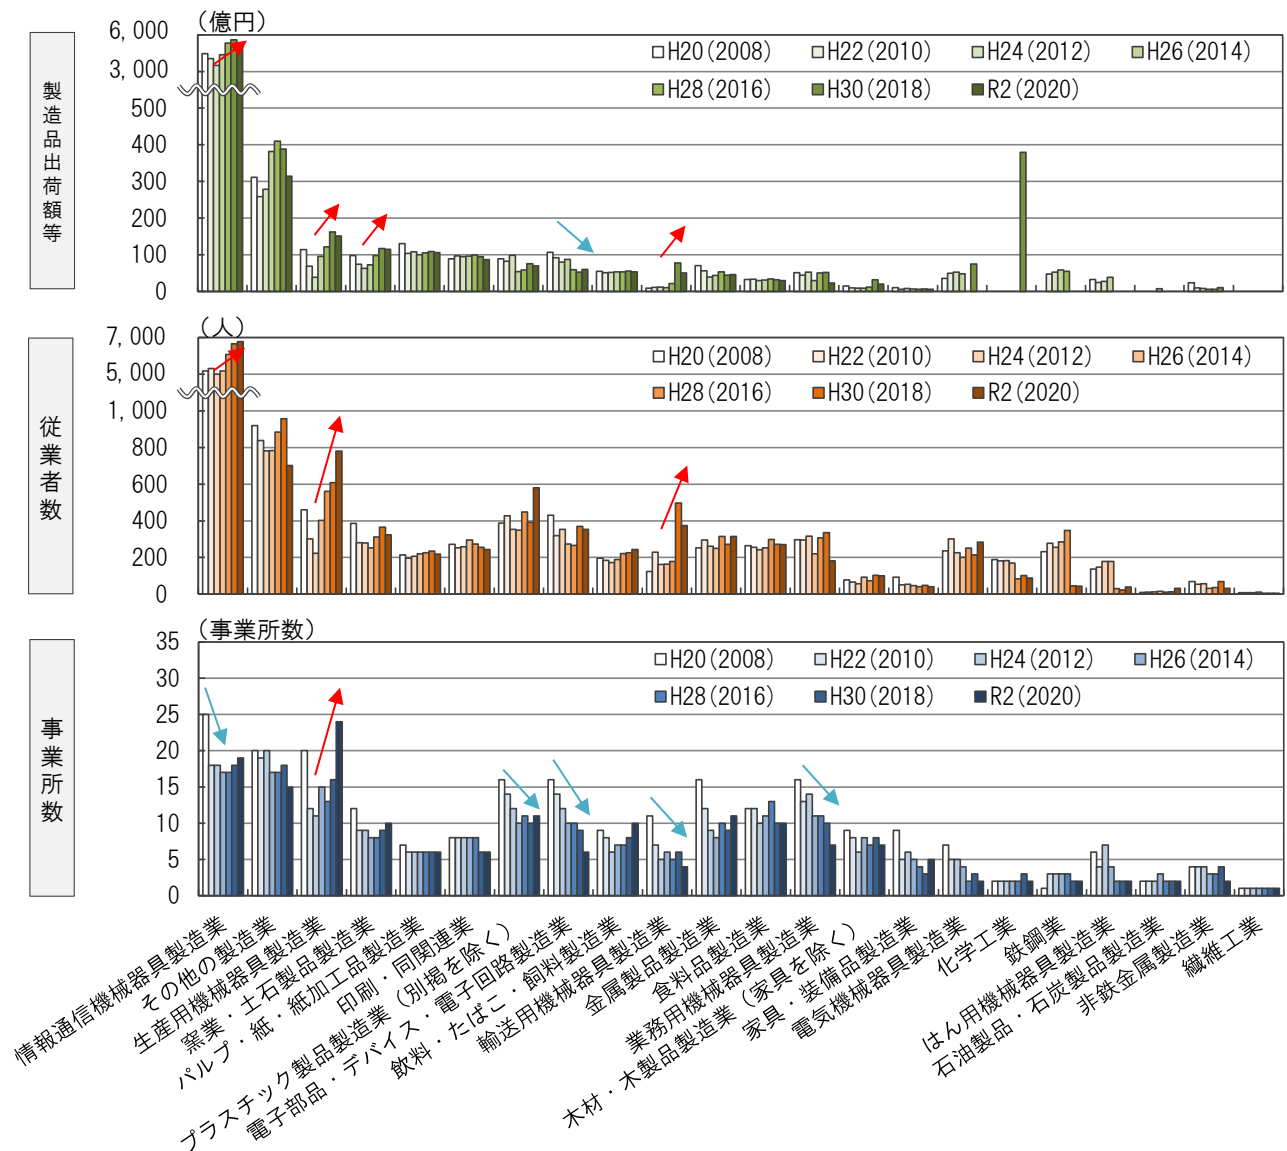 製造品出荷額等
（億円）
6,000
3,000
500
400
300
200
100
0
H20（2008） H22（2010） H24（2012） H26（2014）
H28（2016） H30（2018） R2（2020）
従業者数
（人）
7,000
5,000
1,000
800
600
400
200
0
H20（2008） H22（2010） H24（2012） H26（2014）
H28（2016） H30（2018） R2（2020）
事業所数
（事業所数）
35
30
25
20
15
10
5
0
H20（2008） H22（2010） H24（2012） H26（2014）
H28（2016） H30（2018） R2（2020）
情報通信機械器具製造業
その他の製造業
生産用機械器具製造業
窯業・土石製品製造業
パルプ・紙・紙加工品製造業
印刷・同関連業
プラスチック製品製造業（別掲を除く）
電子部品・デバイス・電子回路製造業
飲料・たばこ・飼料製造業
輸送用機械器具製造業
金属製品製造業
食料品製造業
業務用機械器具製造業
木材・木製品製造業（家具を除く）
家具・装備品製造業
電気機械器具製造業
化学工業
鉄鋼業
はん用機械器具製造業
石油製品・石炭製品製造業
非鉄金属製造業
繊維工業